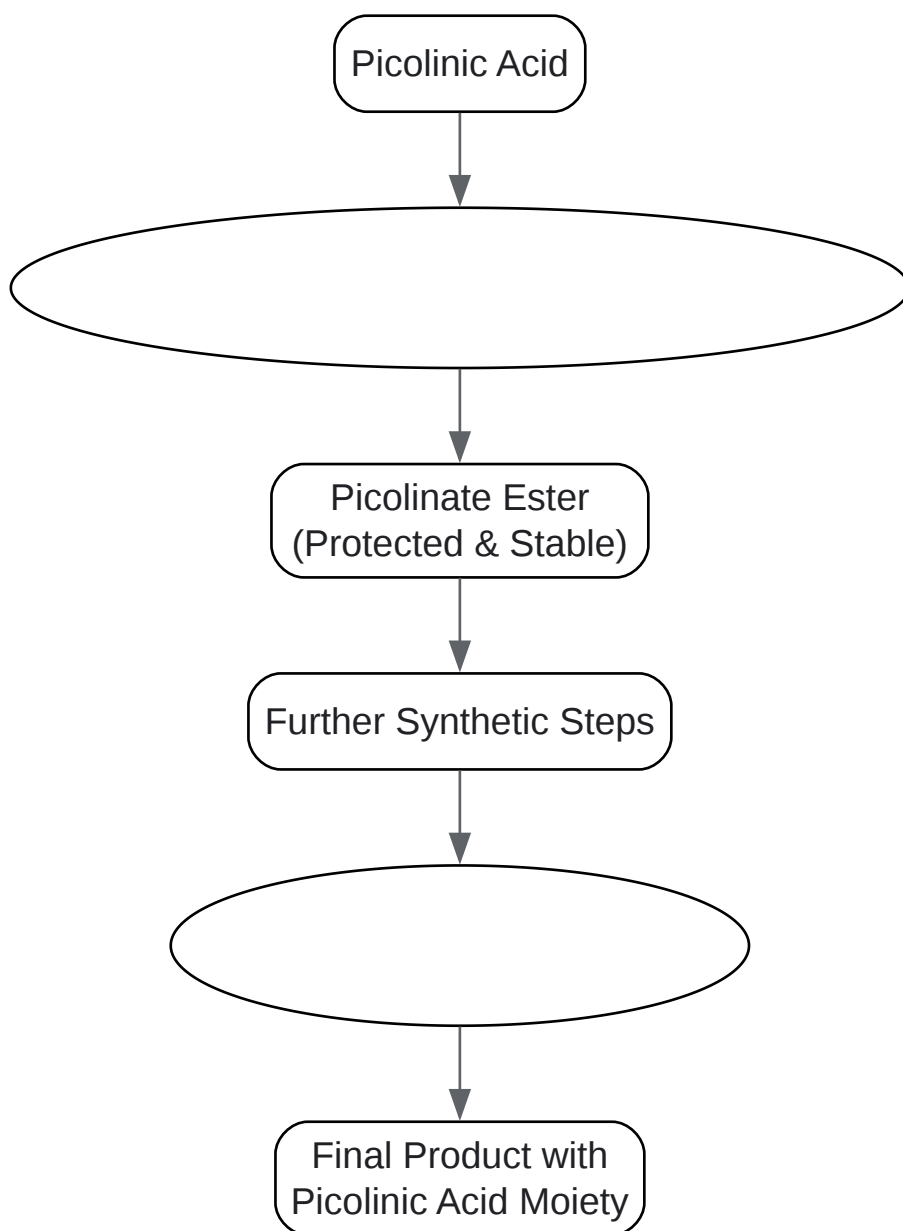 Picolinic Acid
Picolinate Ester
(Protected & Stable)
Further Synthetic Steps
Final Product with
Picolinic Acid Moiety